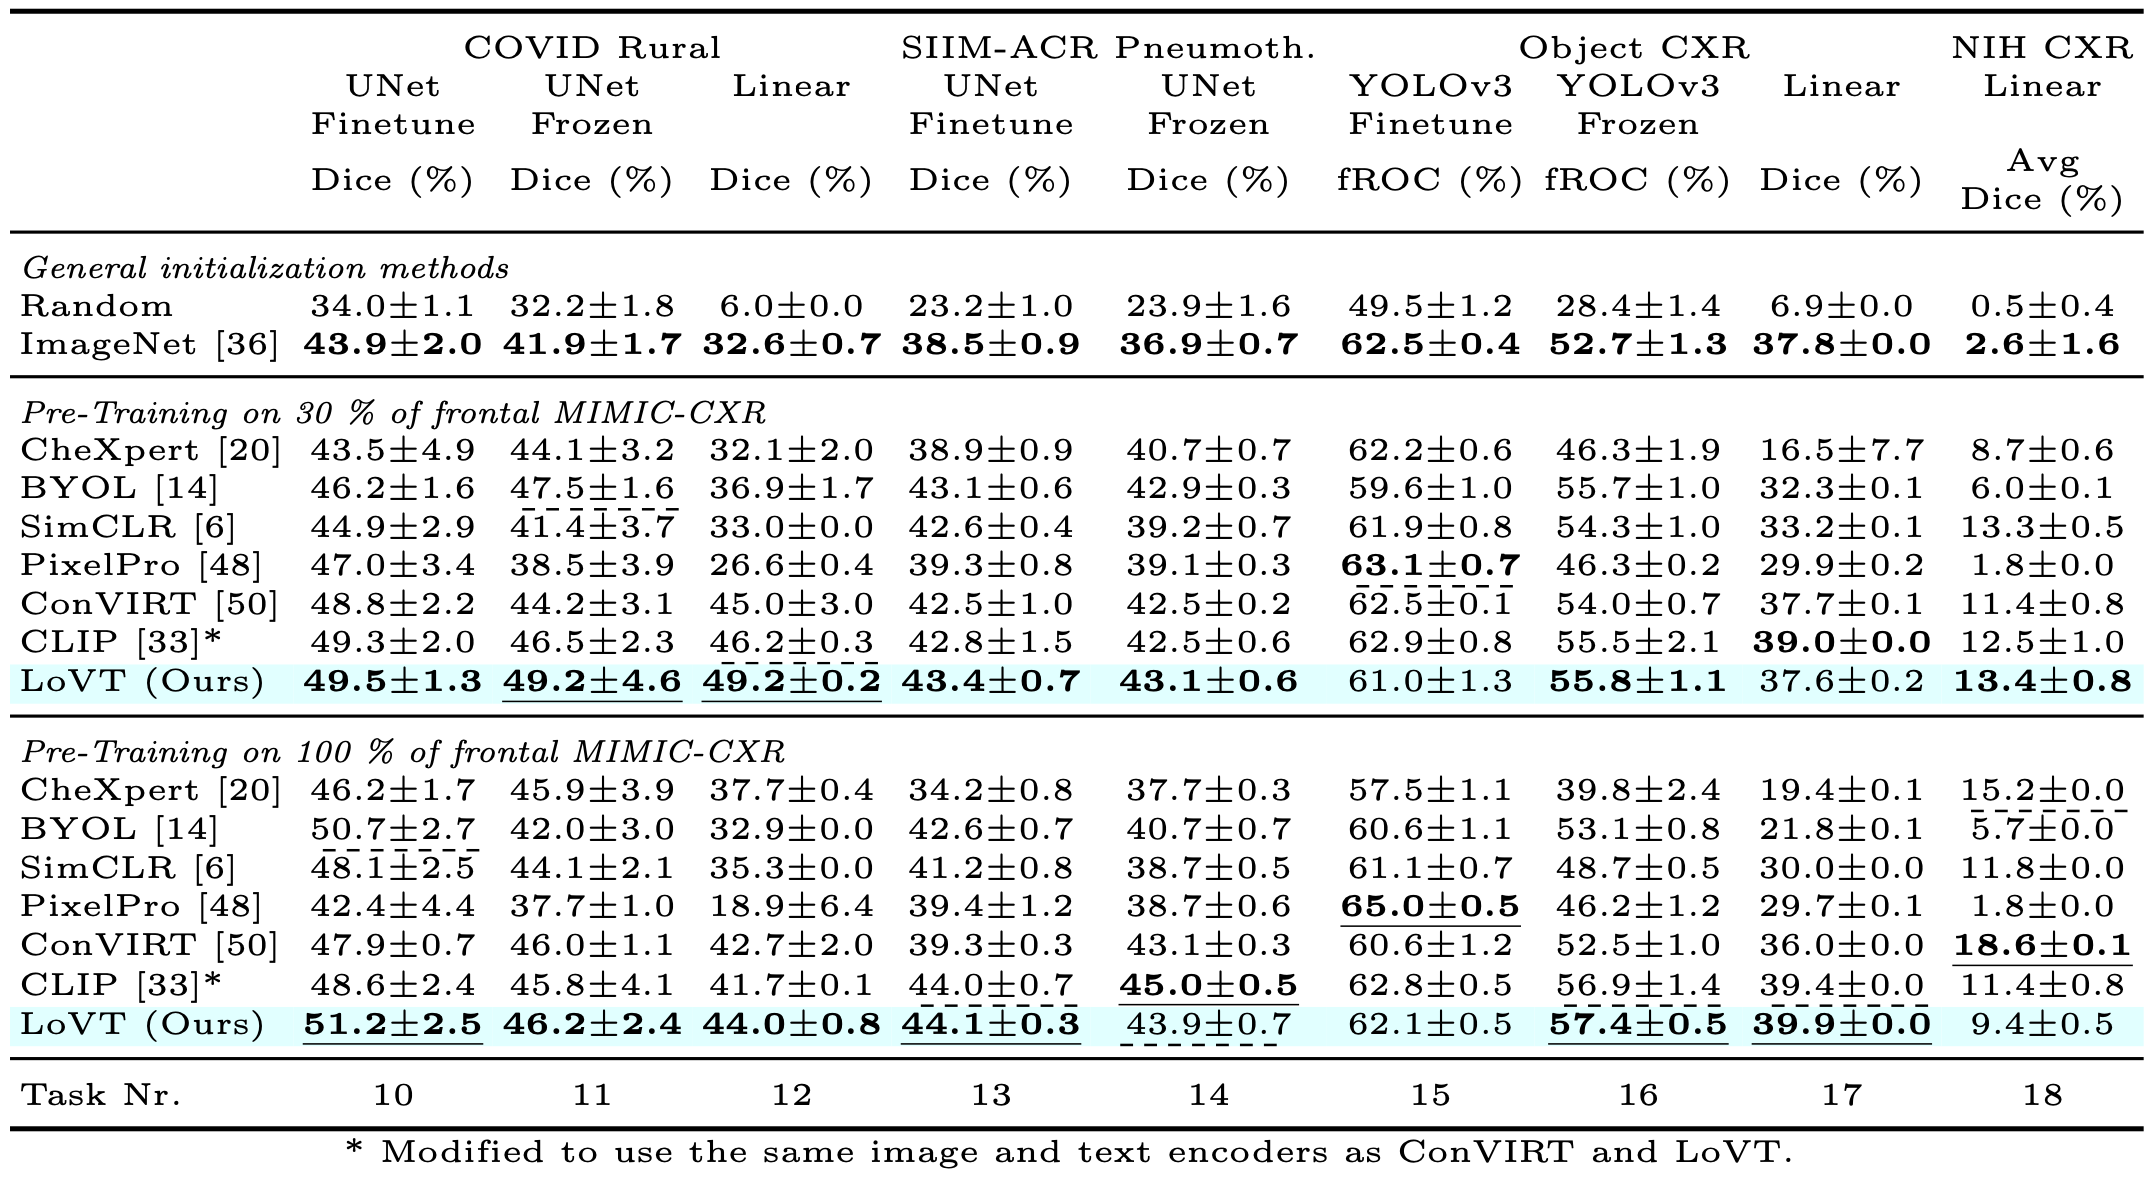 COVID Rural SIIM-ACR Pneumoth. Object CXR NIH CXR
UNet UNet Linear UNet UNet YOLOv3 YOLOv3 Linear Linear
Finetune Frozen Finetune Frozen Finetune Frozen
Dice (%) Dice (%) Dice (%) Dice (%) Dice (%) fROC (%) fROC (%) Dice (%) Avg
Dice (%)
General initialization methods
Random 34.0±1.1 32.2±1.8 6.0±0.0 23.2±1.0 23.9±1.6 49.5±1.2 28.4±1.4 6.9±0.0 0.5±0.4
ImageNet [36] 43.9±2.0 41.9±1.7 32.6±0.7 38.5±0.9 36.9±0.7 62.5±0.4 52.7±1.3 37.8±0.0 2.6±1.6
Pre-Training on 30 % of frontal MIMIC-CXR
CheXpert [20] 43.5±4.9 44.1±3.2 32.1±2.0 38.9±0.9 40.7±0.7 62.2±0.6 46.3±1.9 16.5±7.7 8.7±0.6
BYOL [14] 46.2±1.6 47.5±1.6 36.9±1.7 43.1±0.6 42.9±0.3 59.6±1.0 55.7±1.0 32.3±0.1 6.0±0.1
SimCLR [6] 44.9±2.9 41.4±3.7 33.0±0.0 42.6±0.4 39.2±0.7 61.9±0.8 54.3±1.0 33.2±0.1 13.3±0.5
PixelPro [48] 47.0±3.4 38.5±3.9 26.6±0.4 39.3±0.8 39.1±0.3 63.1±0.7 46.3±0.2 29.9±0.2 1.8±0.0
ConVIRT [50] 48.8±2.2 44.2±3.1 45.0±3.0 42.5±1.0 42.5±0.2 62.5±0.1 54.0±0.7 37.7±0.1 11.4±0.8
CLIP [33]* 49.3±2.0 46.5±2.3 46.2±0.3 42.8±1.5 42.5±0.6 62.9±0.8 55.5±2.1 39.0±0.0 12.5±1.0
LoVT (Ours) 49.5±1.3 49.2±4.6 49.2±0.2 43.4±0.7 43.1±0.6 61.0±1.3 55.8±1.1 37.6±0.2 13.4±0.8
Pre-Training on 100 % of frontal MIMIC-CXR
CheXpert [20] 46.2±1.7 45.9±3.9 37.7±0.4 34.2±0.8 37.7±0.3 57.5±1.1 39.8±2.4 19.4±0.1 15.2±0.0
BYOL [14] 50.7±2.7 42.0±3.0 32.9±0.0 42.6±0.7 40.7±0.7 60.6±1.1 53.1±0.8 21.8±0.1 5.7±0.0
SimCLR [6] 48.1±2.5 44.1±2.1 35.3±0.0 41.2±0.8 38.7±0.5 61.1±0.7 48.7±0.5 30.0±0.0 11.8±0.0
PixelPro [48] 42.4±4.4 37.7±1.0 18.9±6.4 39.4±1.2 38.7±0.6 65.0±0.5 46.2±1.2 29.7±0.1 1.8±0.0
ConVIRT [50] 47.9±0.7 46.0±1.1 42.7±2.0 39.3±0.3 43.1±0.3 60.6±1.2 52.5±1.0 36.0±0.0 18.6±0.1
CLIP [33]* 48.6±2.4 45.8±4.1 41.7±0.1 44.0±0.7 45.0±0.5 62.8±0.5 56.9±1.4 39.4±0.0 11.4±0.8
LoVT (Ours) 51.2±2.5 46.2±2.4 44.0±0.8 44.1±0.3 43.9±0.7 62.1±0.5 57.4±0.5 39.9±0.0 9.4±0.5
Task Nr. 10 11 12 13 14 15 16 17 18
* Modified to use the same image and text encoders as ConVIRT and LoVT.